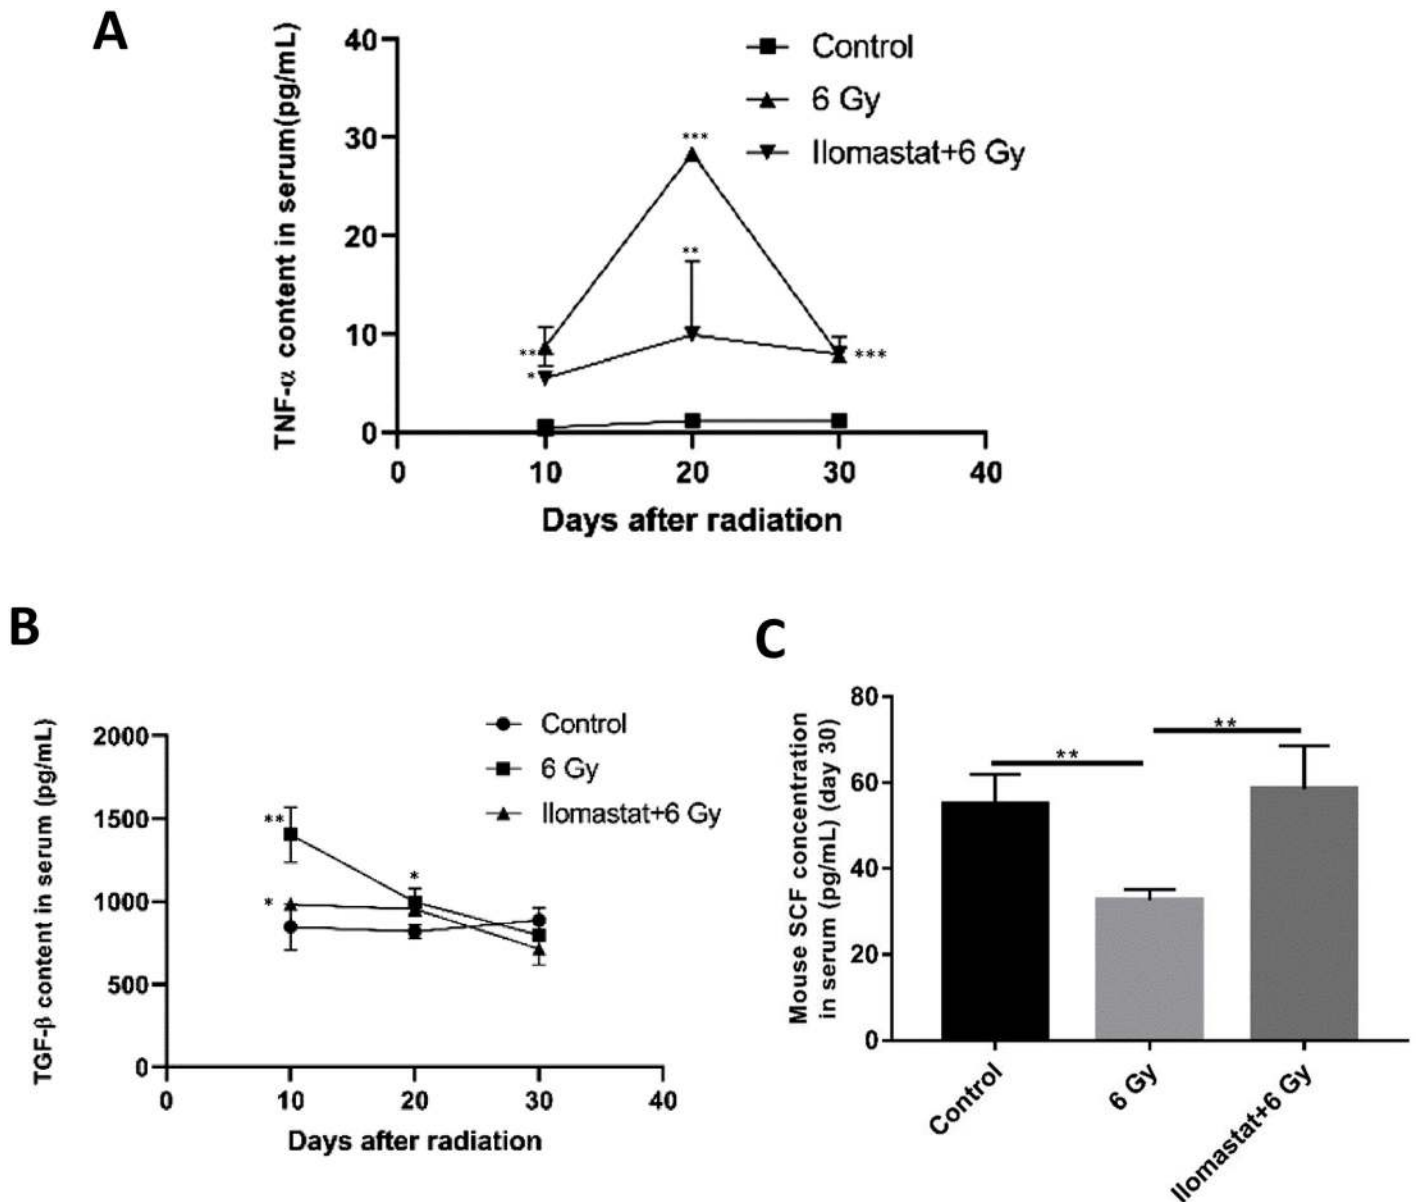 A
TNF-α content in serum(pg/mL)
40
30
20
10
0
0 10 20 30 40
Days after radiation
Control
6 Gy
Ilomastat+6 Gy
***
**
**
*
***
B
TGF-β content in serum (pg/mL)
2000
1500
1000
500
0
0 10 20 30 40
Days after radiation
Control
6 Gy
Ilomastat+6 Gy
**
*
*
C
Mouse SCF concentration
in serum (pg/mL) (day 30)
80
60
40
20
0
**
**
Control
6 Gy
Ilomastat+6 Gy